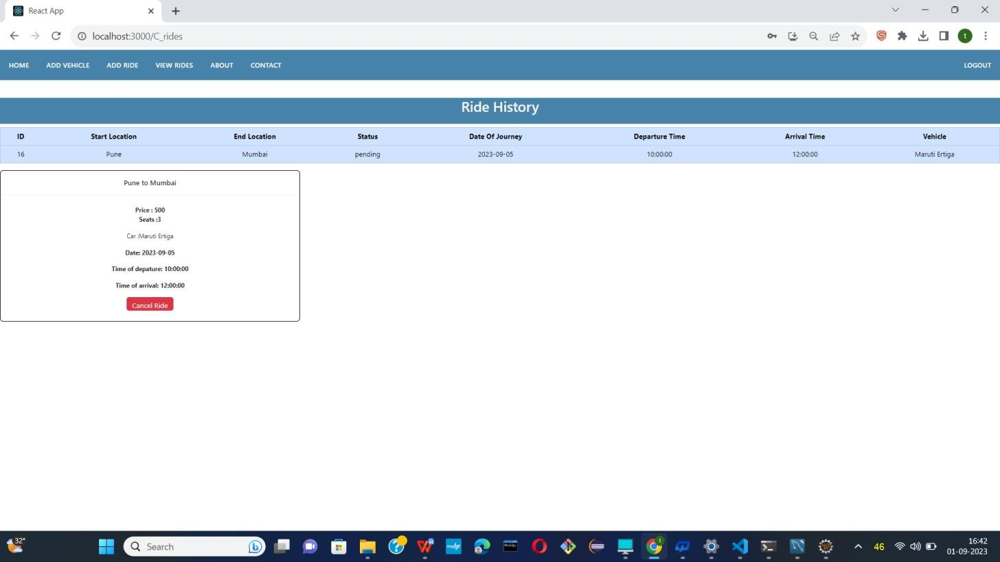 React App
localhost:3000/C_rides
t
HOME ADD VEHICLE ADD RIDE VIEW RIDES ABOUT CONTACT LOGOUT
Ride History
ID Start Location End Location Status Date Of Journey Departure Time Arrival Time Vehicle
16 Pune Mumbai pending 2023-09-05 10:00:00 12:00:00 Maruti Ertiga
Pune to Mumbai
Price : 500
Seats :3
Car :Maruti Ertiga
Date: 2023-09-05
Time of depature: 10:00:00
Time of arrival: 12:00:00
Cancel Ride
32°
Search
myhp
MySQL
t
46
16:42
01-09-2023